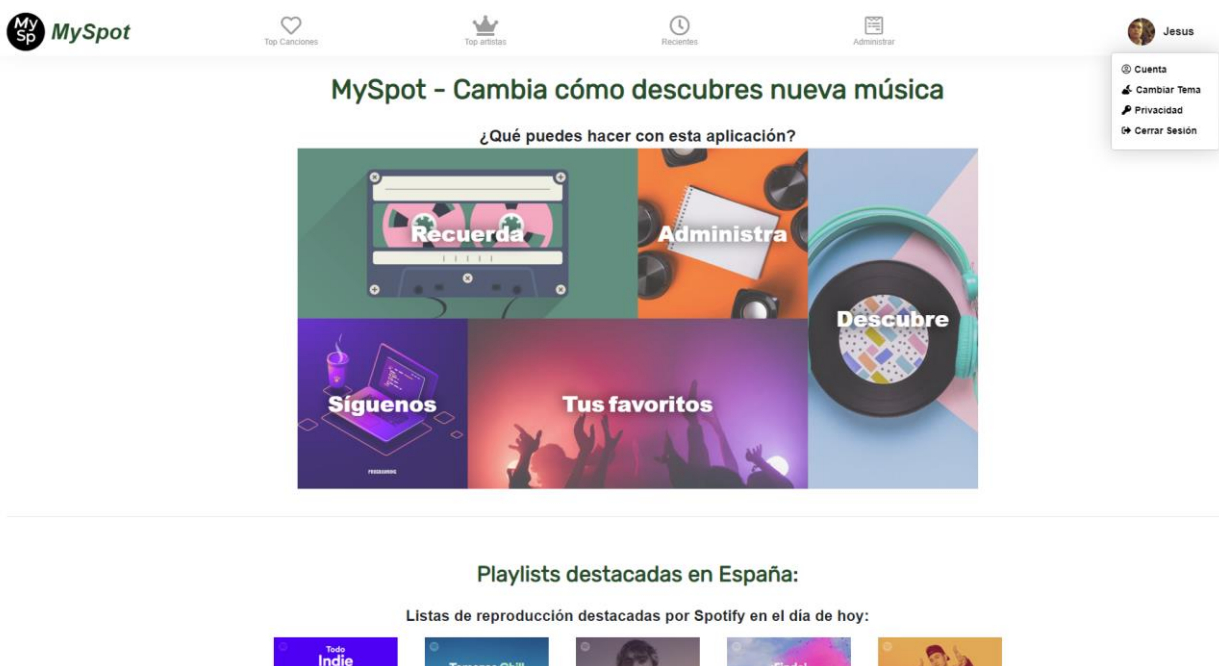 My
Sp
MySpot
Top Canciones
Top artistas
Recientes
Administrar
Jesus
Cuenta
Cambiar Tema
Privacidad
Cerrar Sesión
MySpot - Cambia cómo descubres nueva música
¿Qué puedes hacer con esta aplicación?
Recuerda
Administra
Descubre
Síguenos
Tus favoritos
PROGRAMMING
Playlists destacadas en España:
Listas de reproducción destacadas por Spotify en el día de hoy:
Todo
Indie